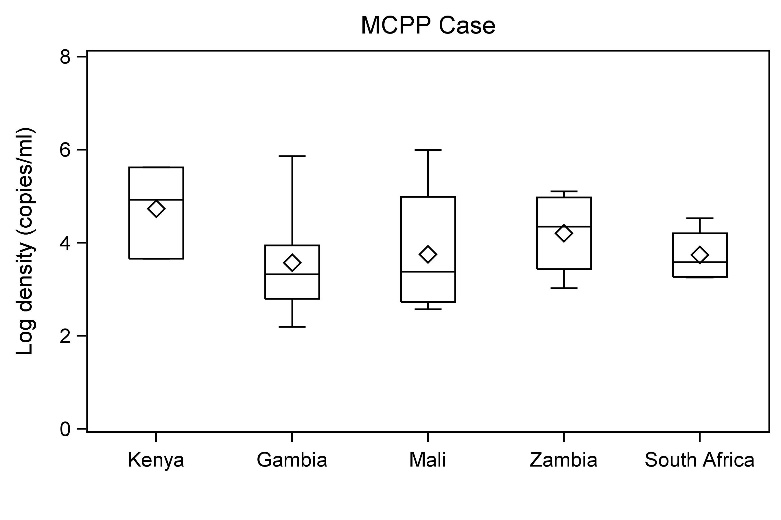 MCPP Case
Log density (copies/ml)
8
6
4
2
0
Kenya
Gambia
Mali
Zambia
South Africa